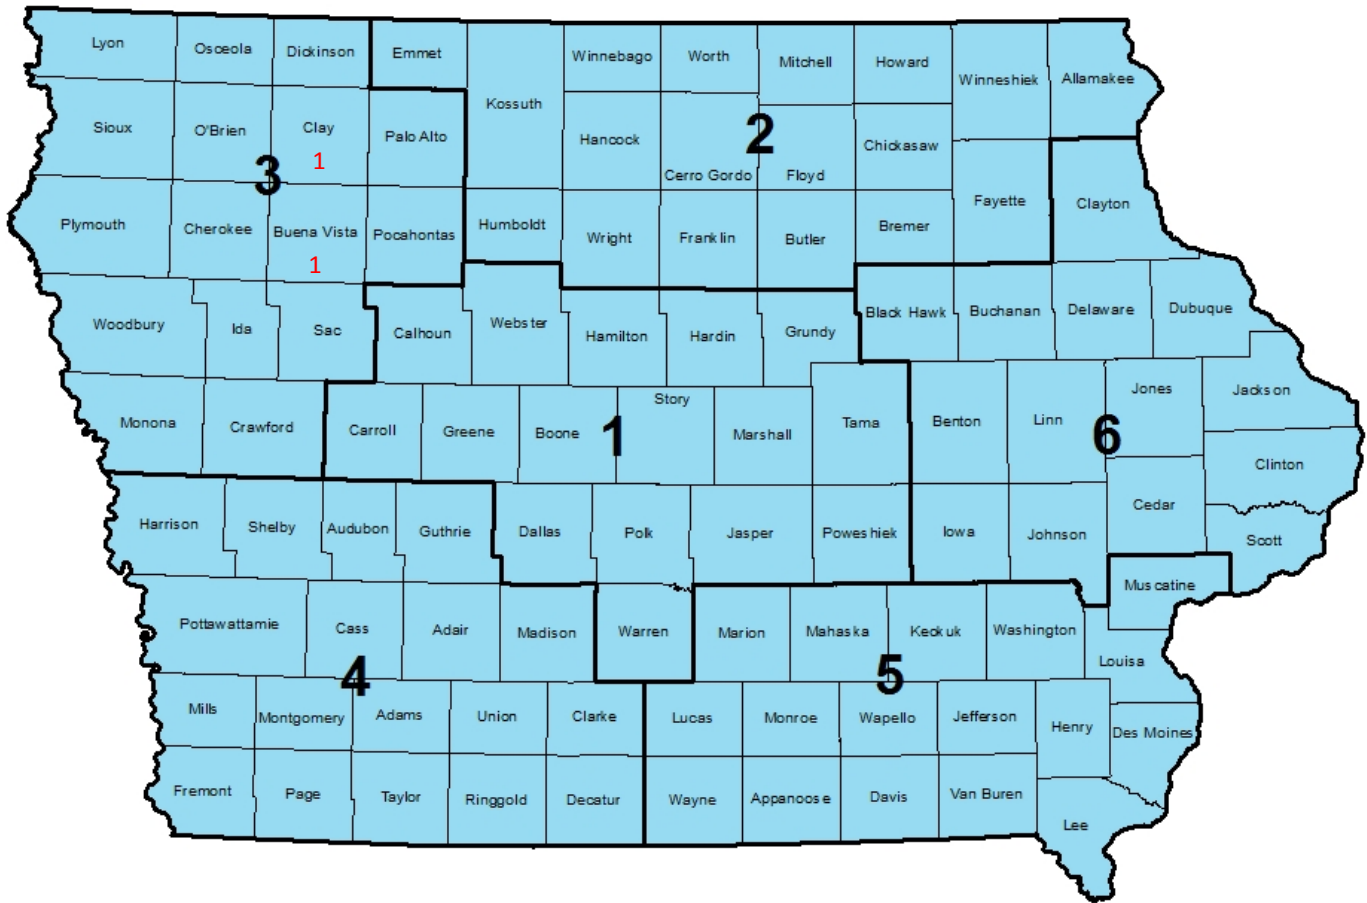 Lyon Osceola Dickinson Emmet Kossuth Winnebago Worth Mitchell Howard Winneshiek Allamakee
Sioux O'Brien Clay Palo Alto Hancock Cerro Gordo Floyd Chickasaw Fayette Clayton
1
3
2
Plymouth Cherokee Buena Vista Pocahontas Humboldt Wright Franklin Butler Bremer
1
Woodbury Ida Sac Calhoun Webster Hamilton Hardin Grundy Black Hawk Buchanan Delaware Dubuque
Monona Crawford Carroll Greene Boone Story Marshall Tama Benton Linn Jones Jackson
1
6
Clinton
Harrison Shelby Audubon Guthrie Dallas Polk Jasper Poweshiek Iowa Johnson Cedar Scott
Muscatine
Pottawattamie Cass Adair Madison Warren Marion Mahaska Keokuk Washington Louisa
4
5
Mills Montgomery Adams Union Clarke Lucas Monroe Wapello Jefferson Henry Des Moines
Fremont Page Taylor Ringgold Decatur Wayne Appanoose Davis Van Buren Lee